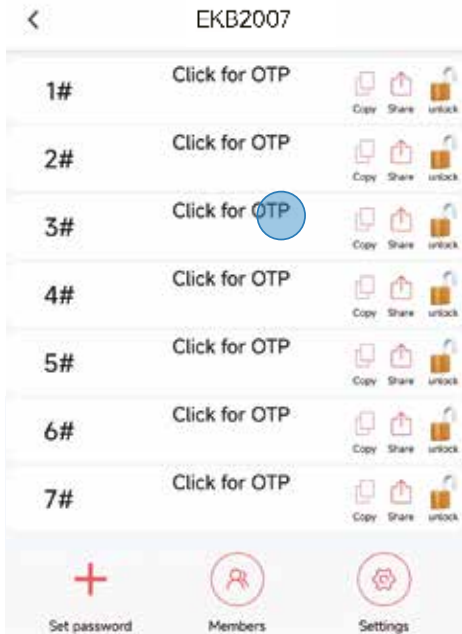 EKB2007
1# Click for OTP
Copy Share unlock
2# Click for OTP
Copy Share unlock
3# Click for OTP
Copy Share unlock
4# Click for OTP
Copy Share unlock
5# Click for OTP
Copy Share unlock
6# Click for OTP
Copy Share unlock
7# Click for OTP
Copy Share unlock
Set password Members Settings